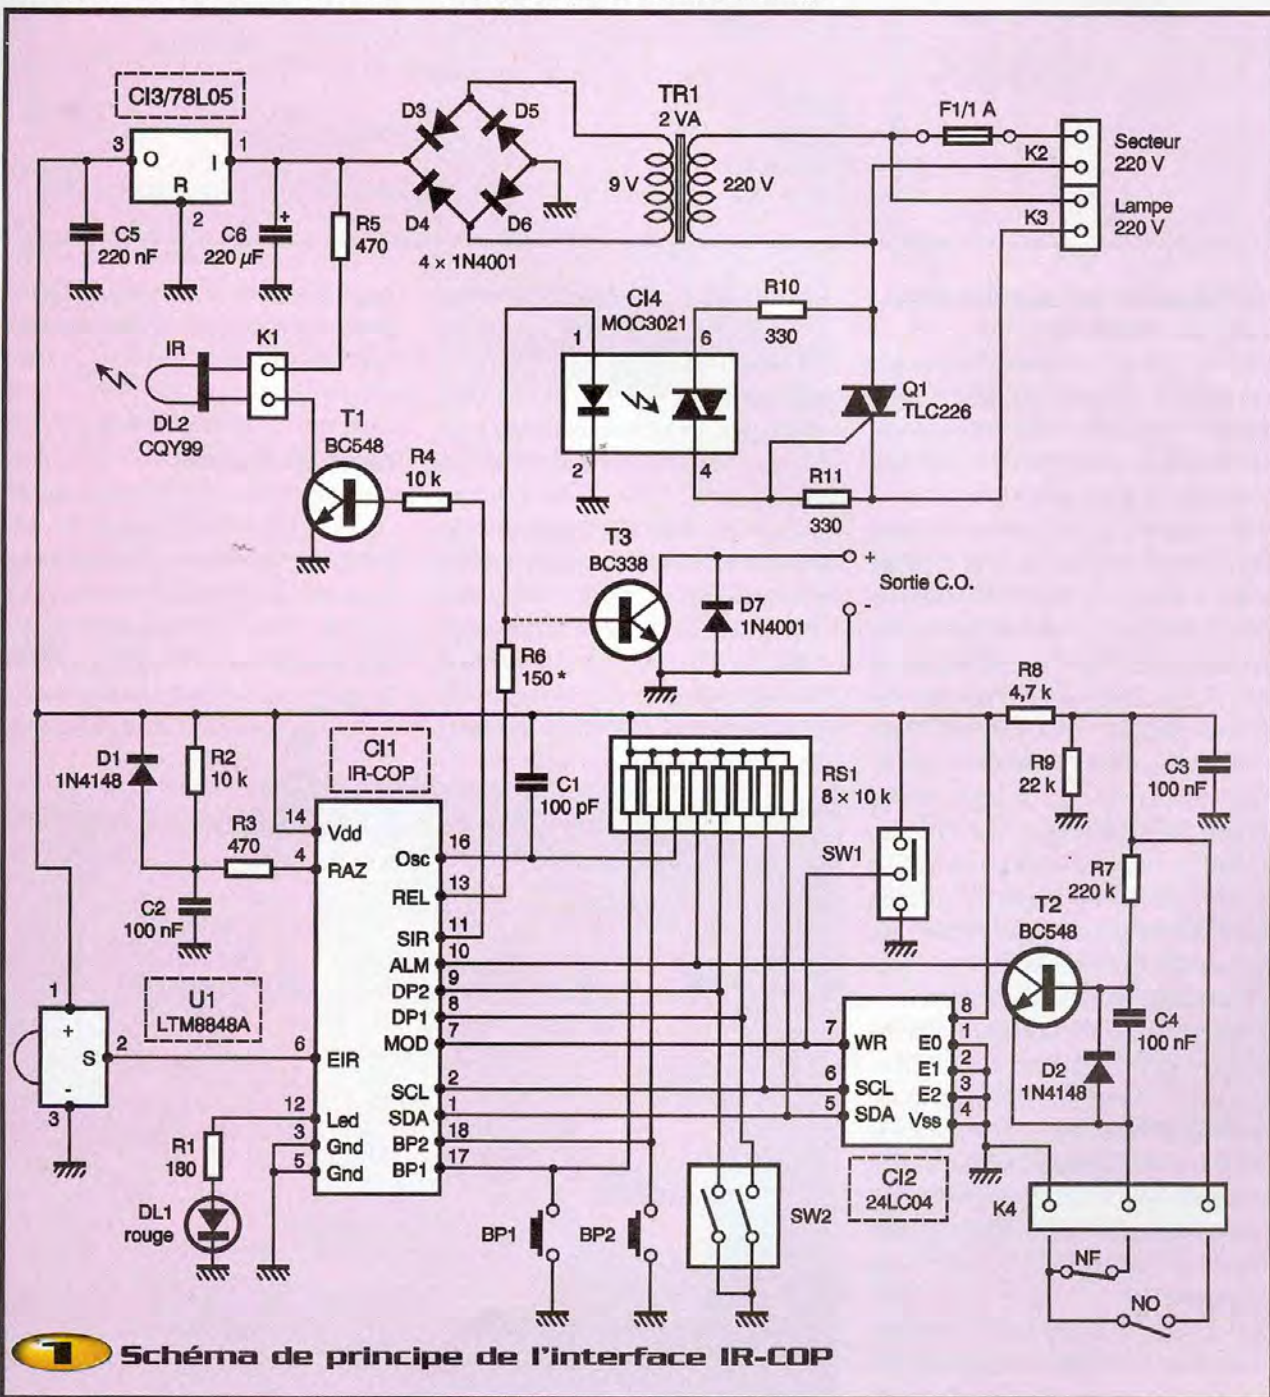 CI3/78L05
3
O
I
1
R
2
C5
220 nF
C6
220 µF
+
R5
470
D3
D5
D4
D6
4 × 1N4001
TR1
2 VA
9 V
220 V
F1/1 A
K2
Secteur
220 V
K3
Lampe
220 V
IR
K1
DL2
CQY99
T1
BC548
R4
10 k
CI4
MOC3021
1
6
2
4
R10
330
Q1
TLC226
R11
330
T3
BC338
D7
1N4001
+
Sortie C.O.
-
R6
150 *
R8
4,7 k
D1
1N4148
R2
10 k
CI1
IR-COP
C1
100 pF
RS1
8 × 10 k
R9
22 k
C3
100 nF
R3
470
C2
100 nF
14
Vdd
4
RAZ
Osc
16
REL
13
SIR
11
ALM
10
DP2
9
DP1
8
MOD
7
6
EIR
SCL
2
SDA
1
12
Led
3
Gnd
5
Gnd
BP2
18
BP1
17
SW1
R7
220 k
T2
BC548
U1
LTM8848A
1
+
S
2
-
3
R1
180
DL1
rouge
BP1
BP2
SW2
7
WR
6
SCL
5
SDA
8
E0
1
E1
2
E2
3
Vss
4
CI2
24LC04
C4
100 nF
D2
1N4148
K4
NF
NO
1 Schéma de principe de l'interface IR-COP